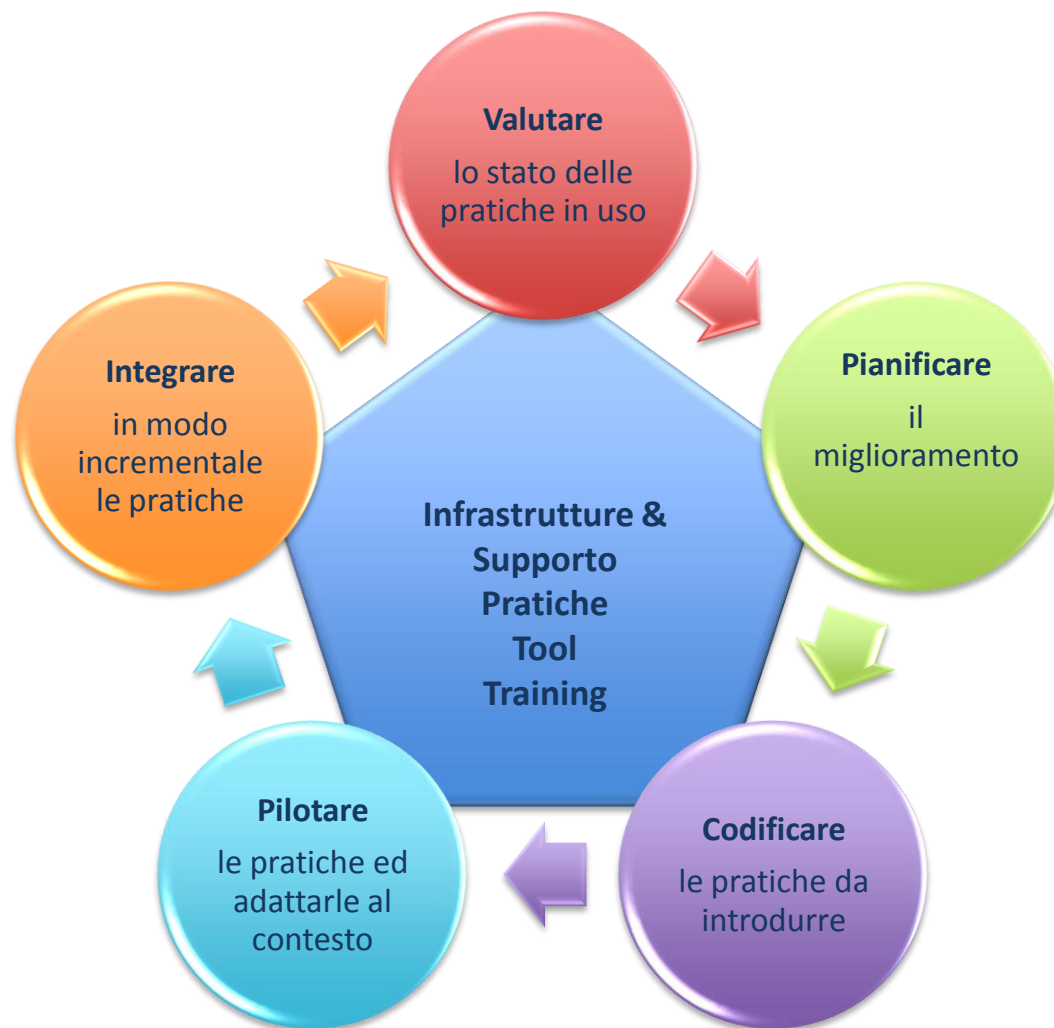 Valutare
lo stato delle
pratiche in uso
Pianificare
il
miglioramento
Codificare
le pratiche da
introdurre
Pilotare
le pratiche ed
adattarle al
contesto
Integrare
in modo
incrementale
le pratiche
Infrastrutture &
Supporto
Pratiche
Tool
Training